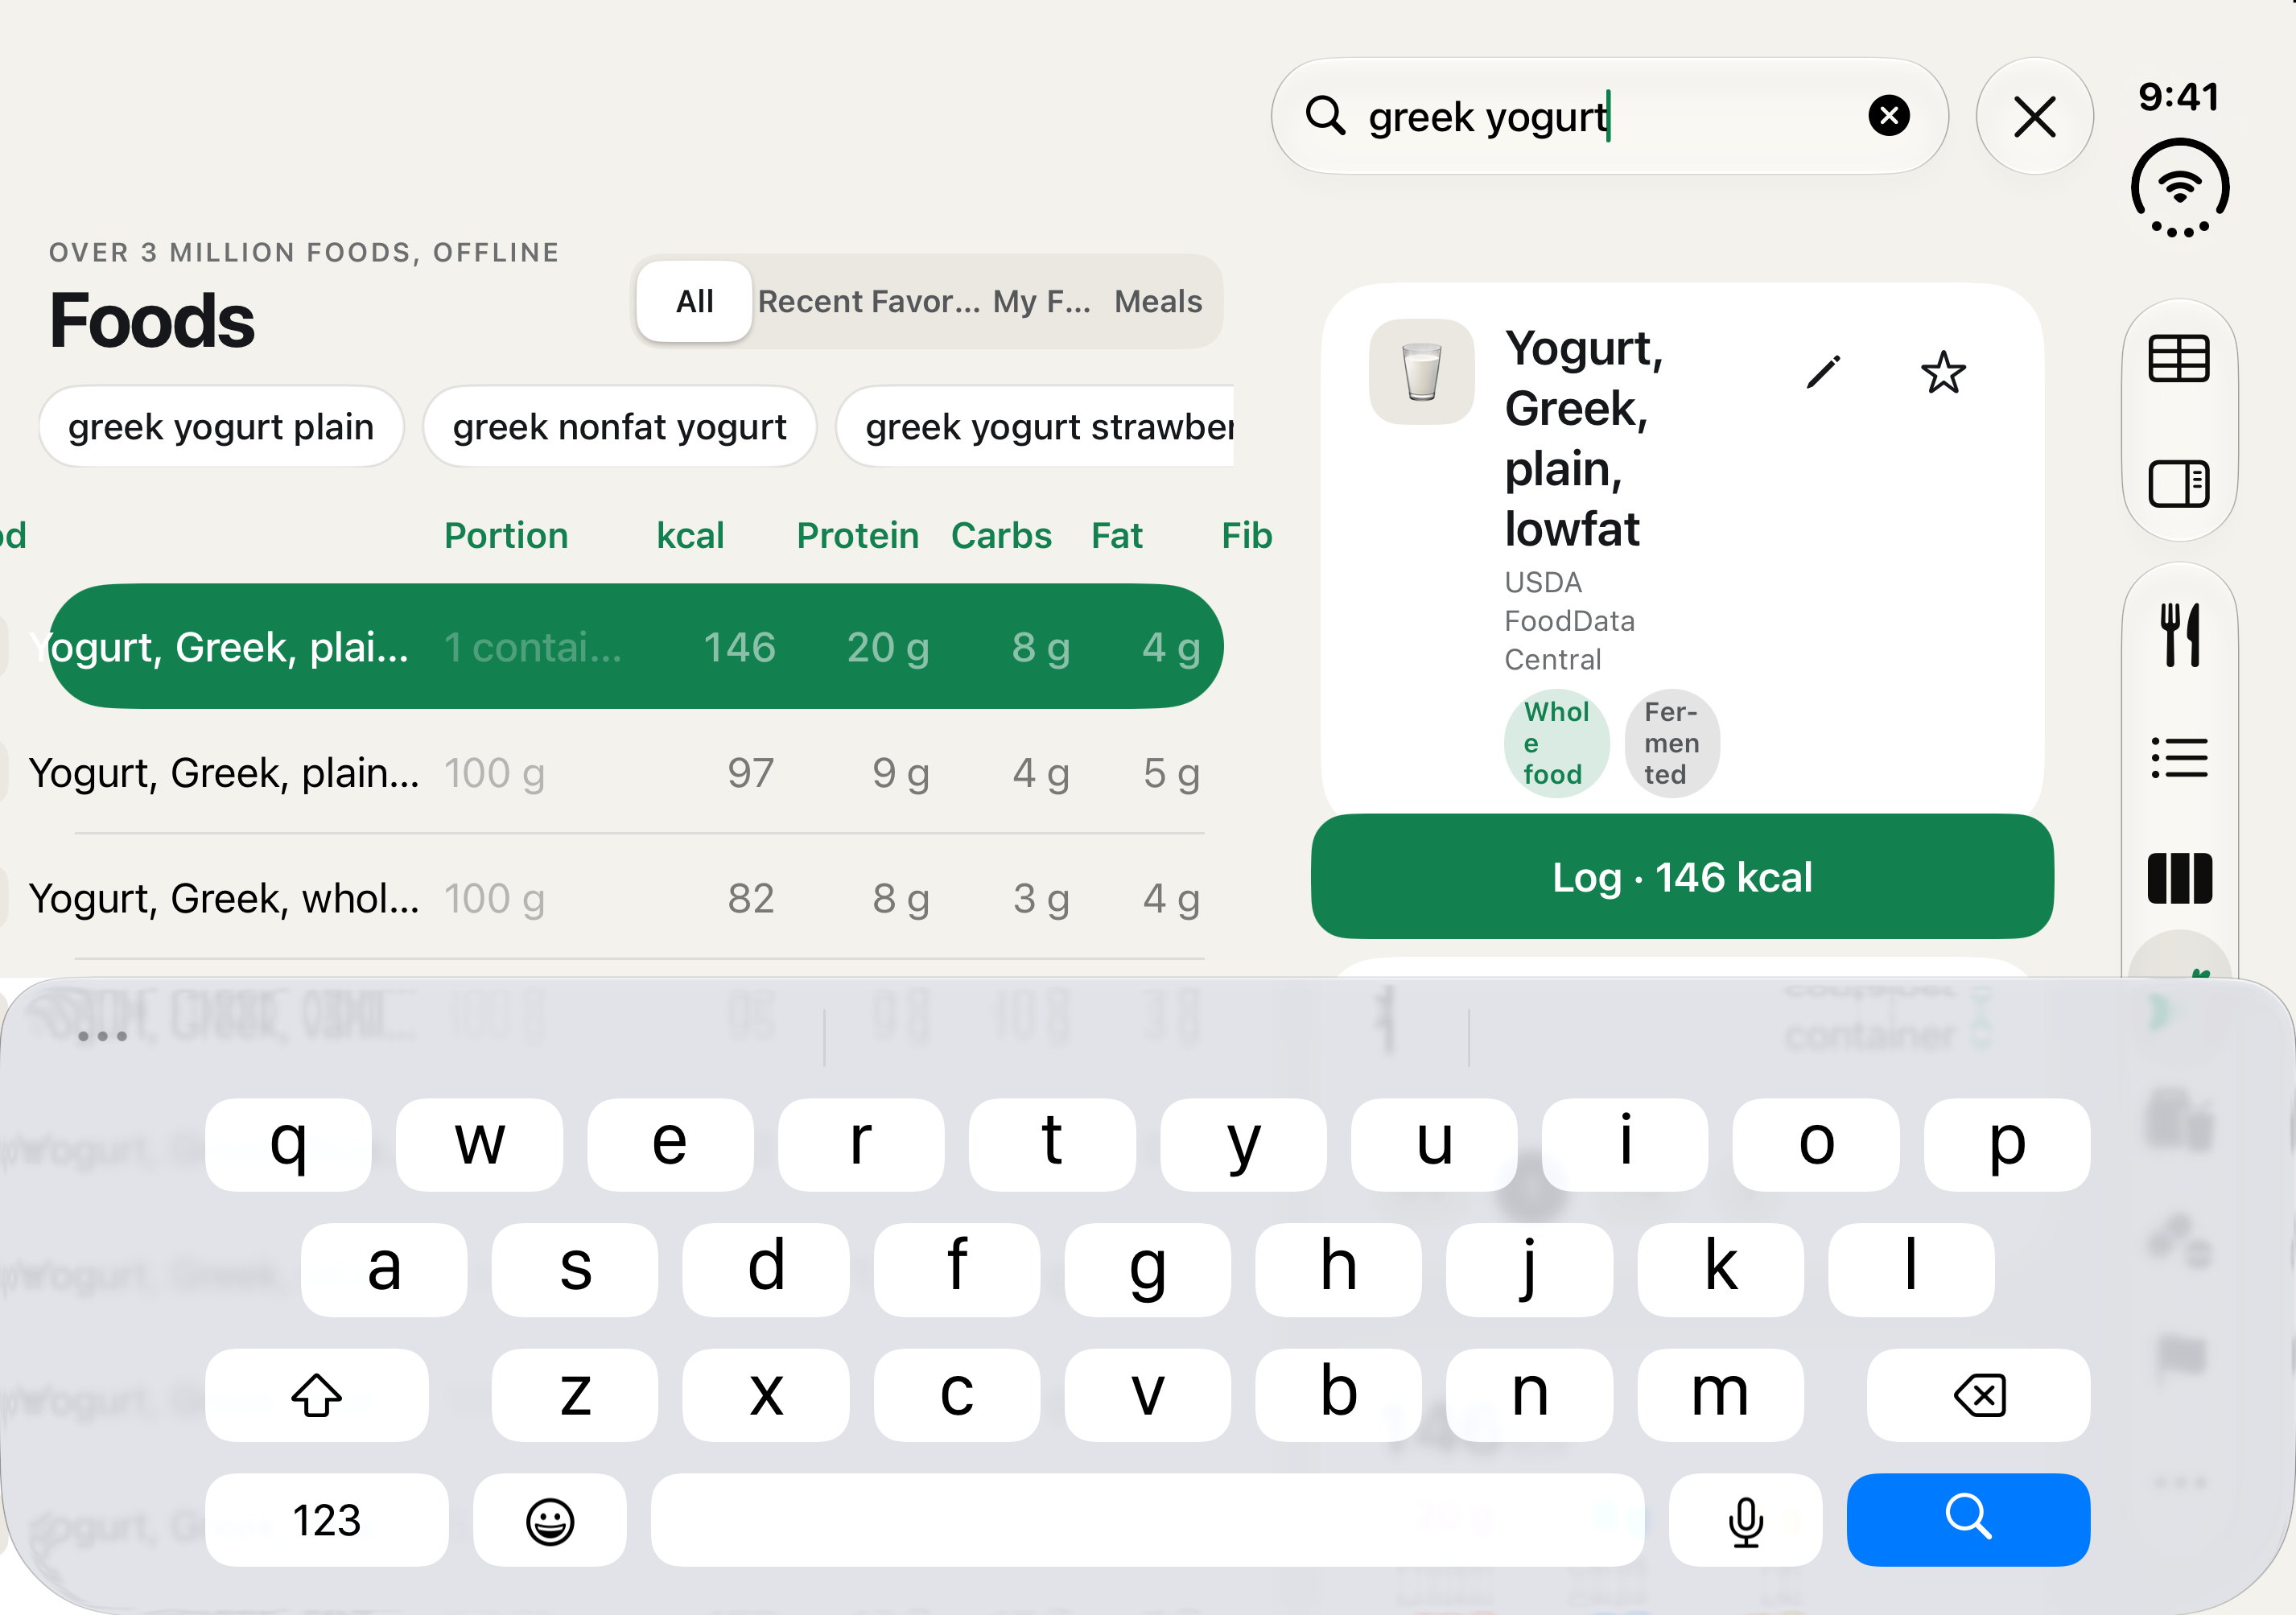 greek yogurt
9:41
OVER 3 MILLION FOODS, OFFLINE
Foods
All Recent Favor... My F... Meals
greek yogurt plain greek nonfat yogurt greek yogurt strawber
od Portion kcal Protein Carbs Fat Fib
Yogurt, Greek, plai... 1 contai... 146 20 g 8 g 4 g
Yogurt, Greek, plain... 100 g 97 9 g 4 g 5 g
Yogurt, Greek, whol... 100 g 82 8 g 3 g 4 g
Yogurt,
Greek,
plain,
lowfat
USDA
FoodData
Central
Whol
e
food
Fer-
men
ted
Log · 146 kcal
container
q w e r t y u i o p
a s d f g h j k l
z x c v b n m
123